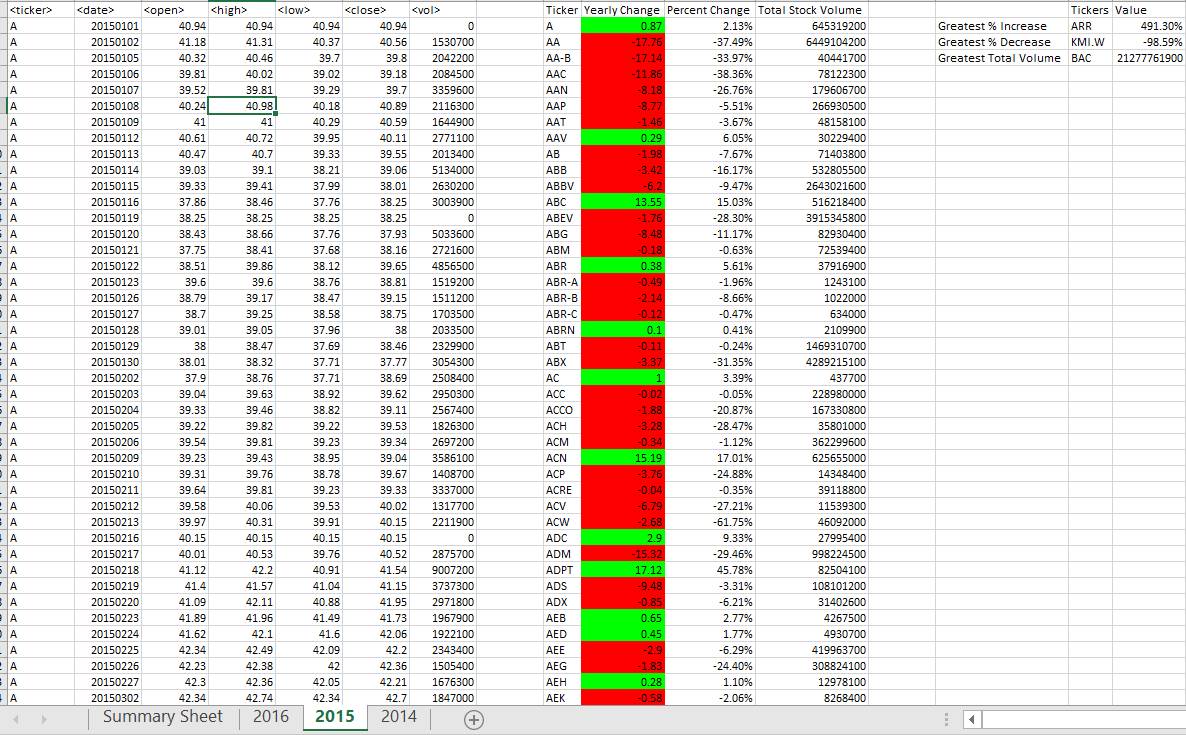 <ticker> <date> <open> <high> <low> <close> <vol> Ticker Yearly Change Percent Change Total Stock Volume Tickers Value
A 20150101 40.94 40.94 40.94 40.94 0 A 0.87 2.13% 645319200 Greatest % Increase ARR 491.30%
A 20150102 41.18 41.31 40.37 40.56 1530700 AA -17.76 -37.49% 6449104200 Greatest % Decrease KMI.W -98.59%
A 20150105 40.32 40.46 39.7 39.8 2042200 AA-B -17.14 -33.97% 40441700 Greatest Total Volume BAC 21277761900
A 20150106 39.81 40.02 39.02 39.18 2084500 AAC -11.86 -38.36% 78122300
A 20150107 39.52 39.81 39.29 39.7 3359600 AAN -8.18 -26.76% 179606700
A 20150108 40.24 40.98 40.18 40.89 2116300 AAP -8.77 -5.51% 266930500
A 20150109 41 41 40.29 40.59 1644900 AAT -1.46 -3.67% 48158100
A 20150112 40.61 40.72 39.95 40.11 2771100 AAV 0.29 6.05% 30229400
A 20150113 40.47 40.7 39.33 39.55 2013400 AB -1.98 -7.67% 71403800
A 20150114 39.03 39.1 38.21 39.06 5134000 ABB -3.42 -16.17% 532805500
A 20150115 39.33 39.41 37.99 38.01 2630200 ABBV -6.2 -9.47% 2643021600
A 20150116 37.86 38.46 37.76 38.25 3003900 ABC 13.55 15.03% 516218400
A 20150119 38.25 38.25 38.25 38.25 0 ABEV -1.76 -28.30% 3915345800
A 20150120 38.43 38.66 37.76 37.93 5033600 ABG -8.48 -11.17% 82930400
A 20150121 37.75 38.41 37.68 38.16 2721600 ABM -0.18 -0.63% 72539400
A 20150122 38.51 39.86 38.12 39.65 4856500 ABR 0.38 5.61% 37916900
A 20150123 39.6 39.6 38.76 38.81 1519200 ABR-A -0.49 -1.96% 1243100
A 20150126 38.79 39.17 38.47 39.15 1511200 ABR-B -2.14 -8.66% 1022000
A 20150127 38.7 39.25 38.58 38.75 1703500 ABR-C -0.12 -0.47% 634000
A 20150128 39.01 39.05 37.96 38 2033500 ABRN 0.1 0.41% 2109900
A 20150129 38 38.47 37.69 38.46 2329900 ABT -0.11 -0.24% 1469310700
A 20150130 38.01 38.32 37.71 37.77 3054300 ABX -3.37 -31.35% 4289215100
A 20150202 37.9 38.76 37.71 38.69 2508400 AC 1 3.39% 437700
A 20150203 39.04 39.63 38.92 39.62 2950300 ACC -0.02 -0.05% 228980000
A 20150204 39.33 39.46 38.82 39.11 2567400 ACCO -1.88 -20.87% 167330800
A 20150205 39.22 39.82 39.22 39.53 1826300 ACH -3.28 -28.47% 35801000
A 20150206 39.54 39.81 39.23 39.34 2697200 ACM -0.34 -1.12% 362299600
A 20150209 39.23 39.43 38.95 39.04 3586100 ACN 15.19 17.01% 625655000
A 20150210 39.31 39.76 38.78 39.67 1408700 ACP -3.76 -24.88% 14348400
A 20150211 39.64 39.81 39.23 39.33 3337000 ACRE -0.04 -0.35% 39118800
A 20150212 39.58 40.06 39.53 40.02 1317700 ACV -6.79 -27.21% 11539300
A 20150213 39.97 40.31 39.91 40.15 2211900 ACW -2.68 -61.75% 46092000
A 20150216 40.15 40.15 40.15 40.15 0 ADC 2.9 9.33% 27995400
A 20150217 40.01 40.53 39.76 40.52 2875700 ADM -15.32 -29.46% 998224500
A 20150218 41.12 42.2 40.91 41.54 9007200 ADPT 17.12 45.78% 82504100
A 20150219 41.4 41.57 41.04 41.15 3737300 ADS -9.48 -3.31% 108101200
A 20150220 41.09 42.11 40.88 41.95 2971800 ADX -0.85 -6.21% 31402600
A 20150223 41.89 41.96 41.49 41.73 1967900 AEB 0.65 2.77% 4267500
A 20150224 41.62 42.1 41.6 42.06 1922100 AED 0.45 1.77% 4930700
A 20150225 42.34 42.49 42.09 42.2 2343400 AEE -2.9 -6.29% 419963700
A 20150226 42.23 42.38 42 42.36 1505400 AEG -1.83 -24.40% 308824100
A 20150227 42.3 42.36 42.05 42.21 1676300 AEH 0.28 1.10% 12978100
A 20150302 42.34 42.74 42.34 42.7 1847000 AEK -0.58 -2.06% 8268400
Summary Sheet 2016 2015 2014